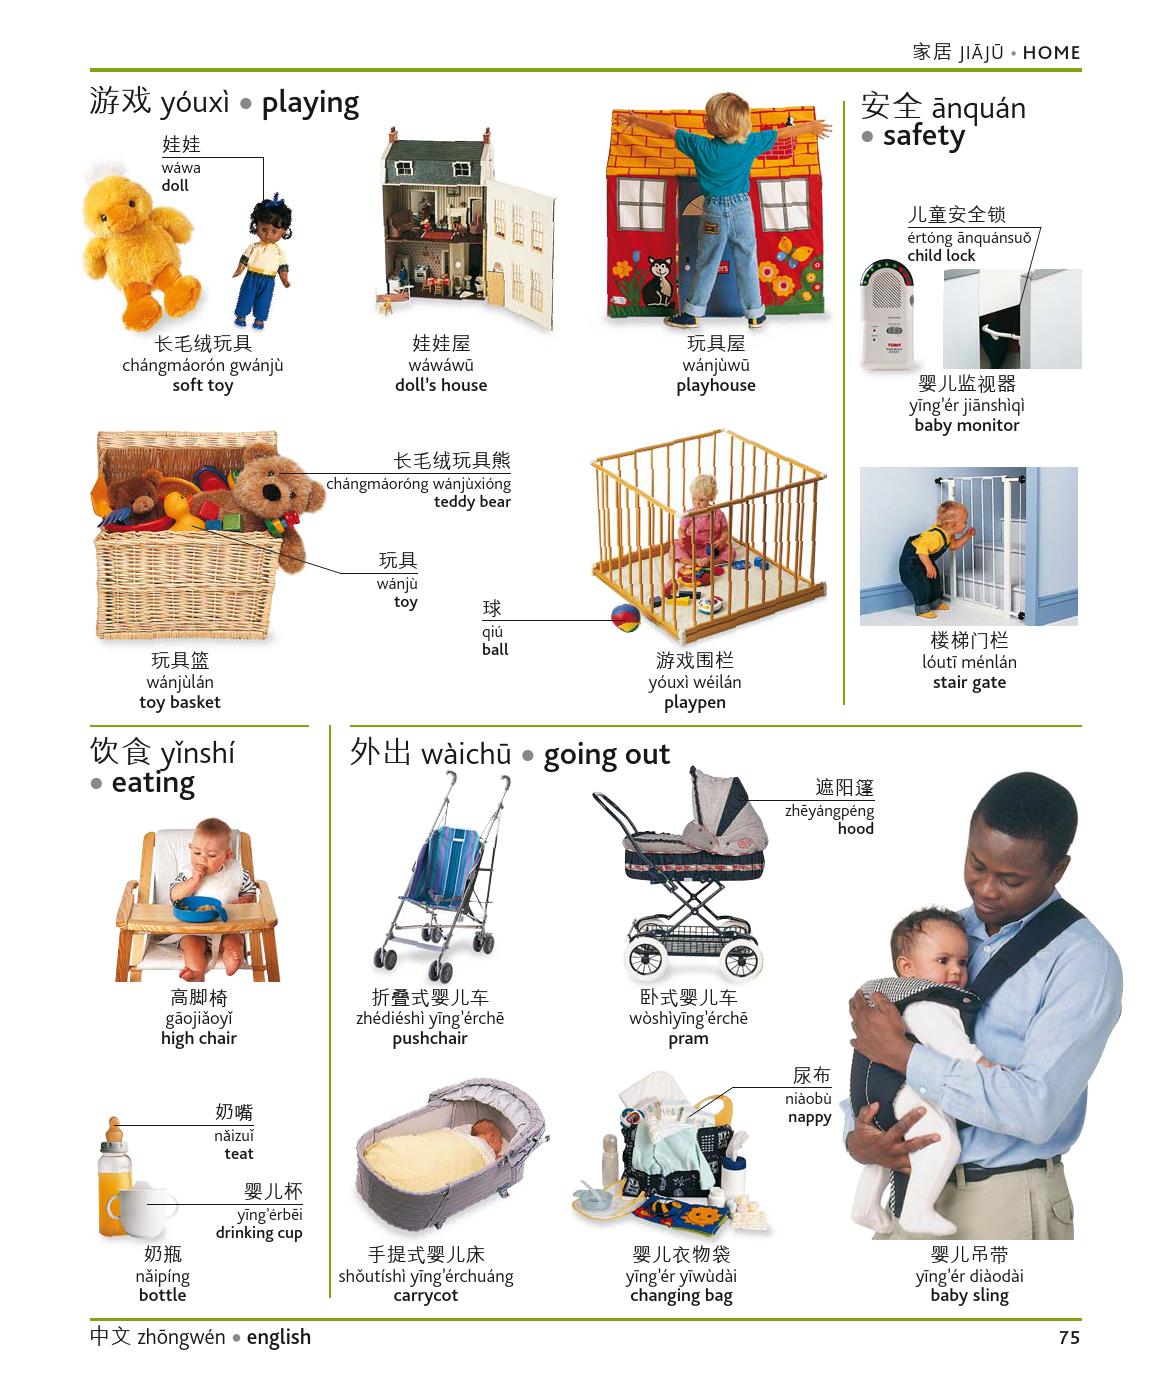 家居 JIĀJŪ • HOME
游戏 yóuxì • playing
娃娃
wáwa
doll
长毛绒玩具
chángmáorón gwánjù
soft toy
娃娃屋
wáwáwū
doll's house
玩具屋
wánjùwū
playhouse
长毛绒玩具熊
chángmáoróng wánjùxióng
teddy bear
玩具
wánjù
toy
玩具篮
wánjùlán
toy basket
球
qiú
ball
游戏围栏
yóuxì wéilán
playpen
安全 ānquán
• safety
儿童安全锁
értóng ānquánsuǒ
child lock
TOMY
婴儿监视器
yīng'ér jiānshìqì
baby monitor
楼梯门栏
lóutī ménlán
stair gate
饮食 yǐnshí
• eating
高脚椅
gāojiǎoyǐ
high chair
奶嘴
nǎizuǐ
teat
婴儿杯
yīng'érbēi
drinking cup
奶瓶
nǎipíng
bottle
外出 wàichū • going out
折叠式婴儿车
zhédiéshì yīng'érchē
pushchair
遮阳篷
zhēyángpéng
hood
卧式婴儿车
wòshìyīng'érchē
pram
手提式婴儿床
shǒutíshì yīng'érchuáng
carrycot
尿布
niàobù
nappy
婴儿衣物袋
yīng'ér yīwùdài
changing bag
婴儿吊带
yīng'ér diàodài
baby sling
中文 zhōngwén • english
75